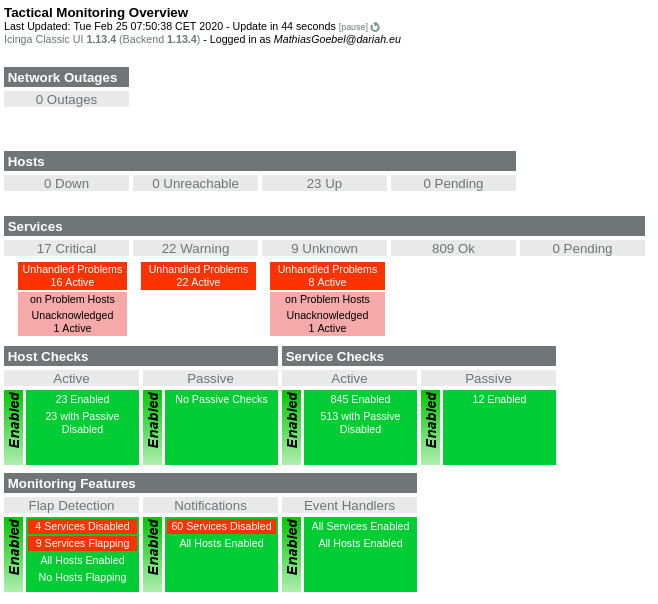 Tactical Monitoring Overview
Last Updated: Tue Feb 25 07:50:38 CET 2020 - Update in 44 seconds [pause]
Icinga Classic UI 1.13.4 (Backend 1.13.4) - Logged in as MathiasGoebel@dariah.eu
Network Outages
0 Outages
Hosts
0 Down 0 Unreachable 23 Up 0 Pending
Services
17 Critical 22 Warning 9 Unknown 809 Ok 0 Pending
Unhandled Problems Unhandled Problems Unhandled Problems
16 Active 22 Active 8 Active
on Problem Hosts on Problem Hosts
Unacknowledged Unacknowledged
1 Active 1 Active
Host Checks Service Checks
Active Passive Active Passive
Enabled Enabled Enabled Enabled
23 Enabled No Passive Checks 845 Enabled 12 Enabled
23 with Passive 513 with Passive
Disabled Disabled
Monitoring Features
Flap Detection Notifications Event Handlers
Enabled Enabled Enabled
4 Services Disabled 60 Services Disabled All Services Enabled
9 Services Flapping All Hosts Enabled All Hosts Enabled
All Hosts Enabled
No Hosts Flapping